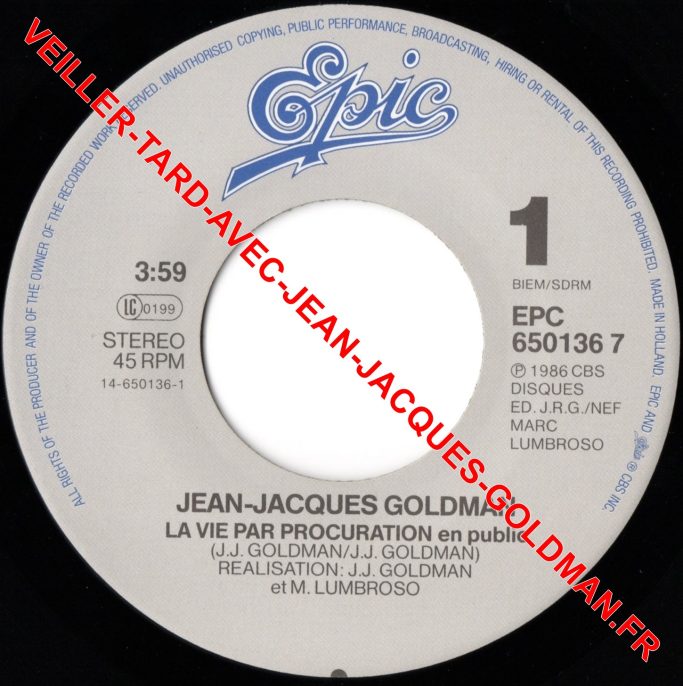 VEILLER-TARD-AVEC-JEAN-JACQUES-GOLDMAN.FR
ALL RIGHTS OF THE PRODUCER AND OF THE OWNER OF THE RECORDED WORK RESERVED. UNAUTHORISED COPYING, PUBLIC PERFORMANCE, BROADCASTING, HIRING OR RENTAL OF THIS RECORDING PROHIBITED. MADE IN HOLLAND, EPIC AND Epic ® CBS INC.
Epic
1
BIEM/SDRM
3:59
LC 0199
STEREO
45 RPM
14-650136-1
EPC
650136 7
Ⓟ 1986 CBS
DISQUES
ED. J.R.G./NEF
MARC
LUMBROSO
JEAN-JACQUES GOLDMAN
LA VIE PAR PROCURATION en public
(J.J. GOLDMAN/J.J. GOLDMAN)
REALISATION: J.J. GOLDMAN
et M. LUMBROSO